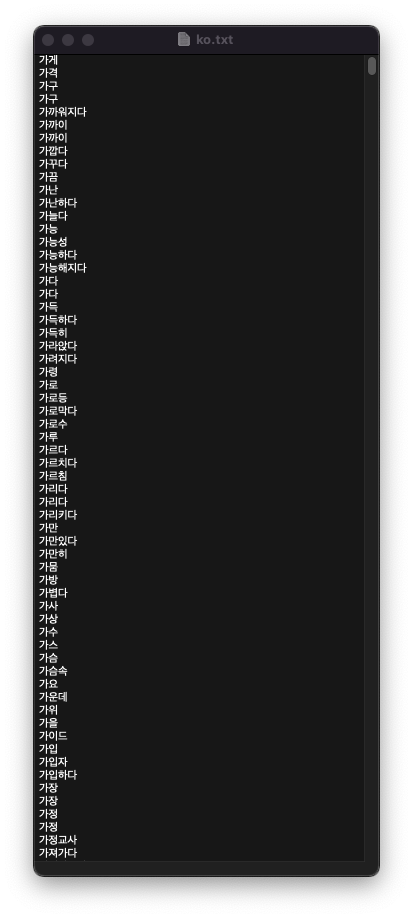 ko.txt
가게
가격
가구
가구
가까워지다
가까이
가까이
가깝다
가꾸다
가끔
가난
가난하다
가늘다
가능
가능성
가능하다
가능해지다
가다
가다
가득
가득하다
가득히
가라앉다
가려지다
가령
가로
가로등
가로막다
가로수
가루
가르다
가르치다
가르침
가리다
가리다
가리키다
가만
가만있다
가만히
가뭄
가방
가볍다
가사
가상
가수
가스
가슴
가슴속
가요
가운데
가위
가을
가이드
가입
가입자
가입하다
가장
가장
가정
가정
가정교사
가져가다